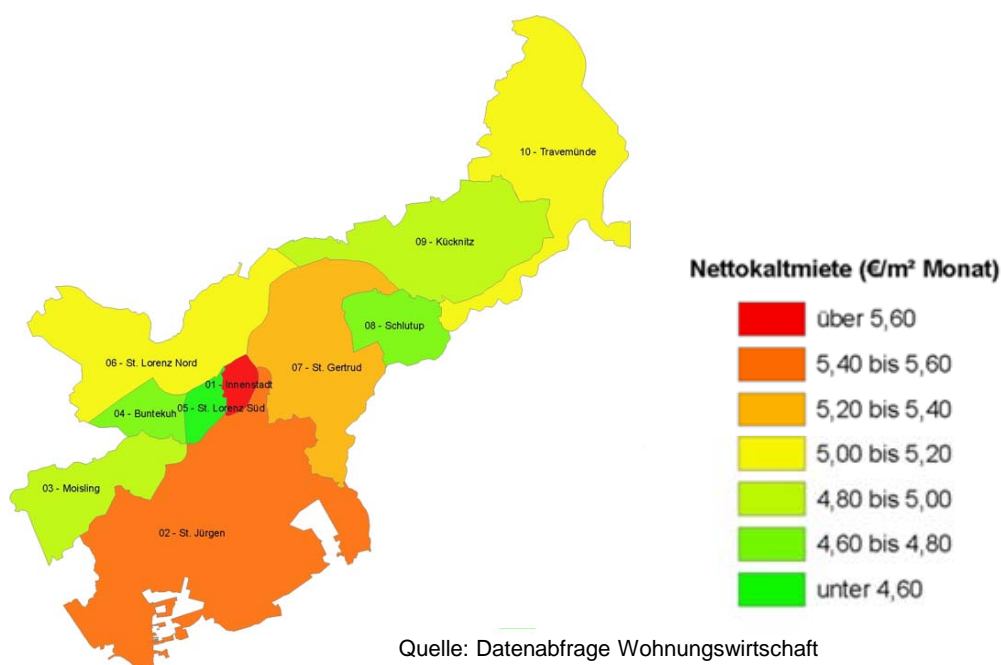 10 - Travemünde
09 - Kücknitz
08 - Schlutup
06 - St. Lorenz Nord
07 - St. Gertrud
01 - Innenstadt
05 - St. Lorenz Süd
04 - Buntekuh
03 - Moisling
02 - St. Jürgen
Nettokaltmiete (€/m² Monat)
über 5,60
5,40 bis 5,60
5,20 bis 5,40
5,00 bis 5,20
4,80 bis 5,00
4,60 bis 4,80
unter 4,60
Quelle: Datenabfrage Wohnungswirtschaft